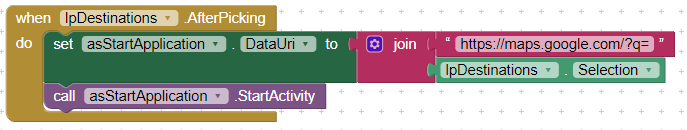 when lpDestinations .AfterPicking
do set asStartApplication . DataUri to join “ https://maps.google.com/?q= ”
lpDestinations . Selection
call asStartApplication .StartActivity